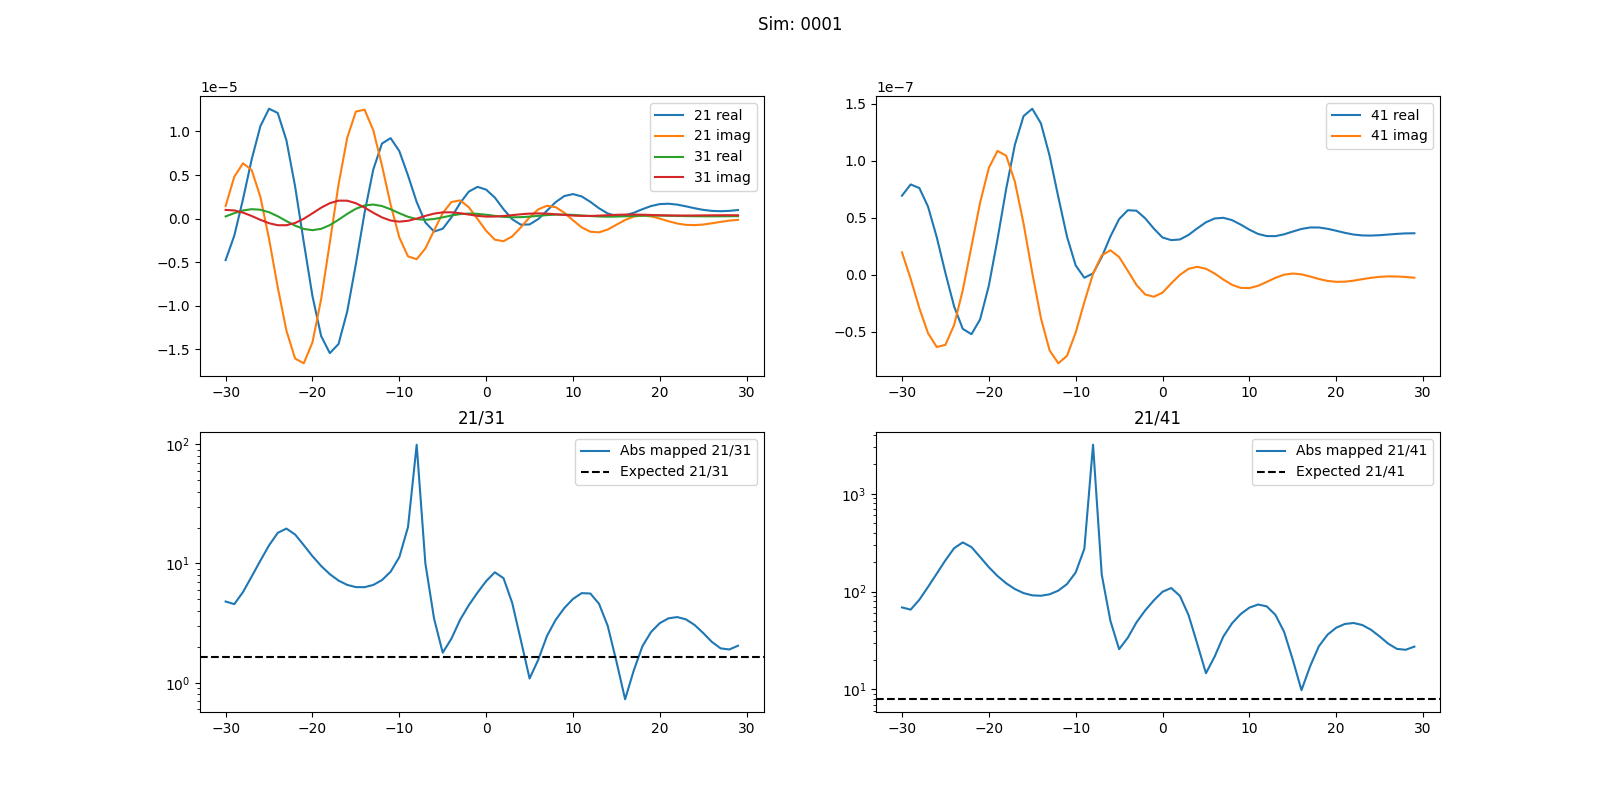 Sim: 0001
1e−5
21 real
21 imag
31 real
31 imag
1.0
0.5
0.0
−0.5
−1.0
−1.5
−30 −20 −10 0 10 20 30
1e−7
41 real
41 imag
1.5
1.0
0.5
0.0
−0.5
−30 −20 −10 0 10 20 30
21/31
Abs mapped 21/31
Expected 21/31
10²
10¹
10⁰
−30 −20 −10 0 10 20 30
21/41
Abs mapped 21/41
Expected 21/41
10³
10²
10¹
−30 −20 −10 0 10 20 30